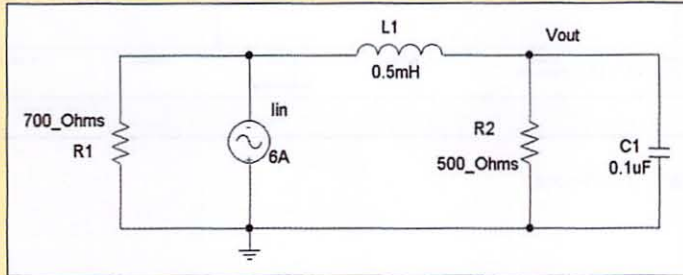 L1
Vout
0.5mH
Iin
700_Ohms
R1
6A
R2
500_Ohms
C1
0.1uF